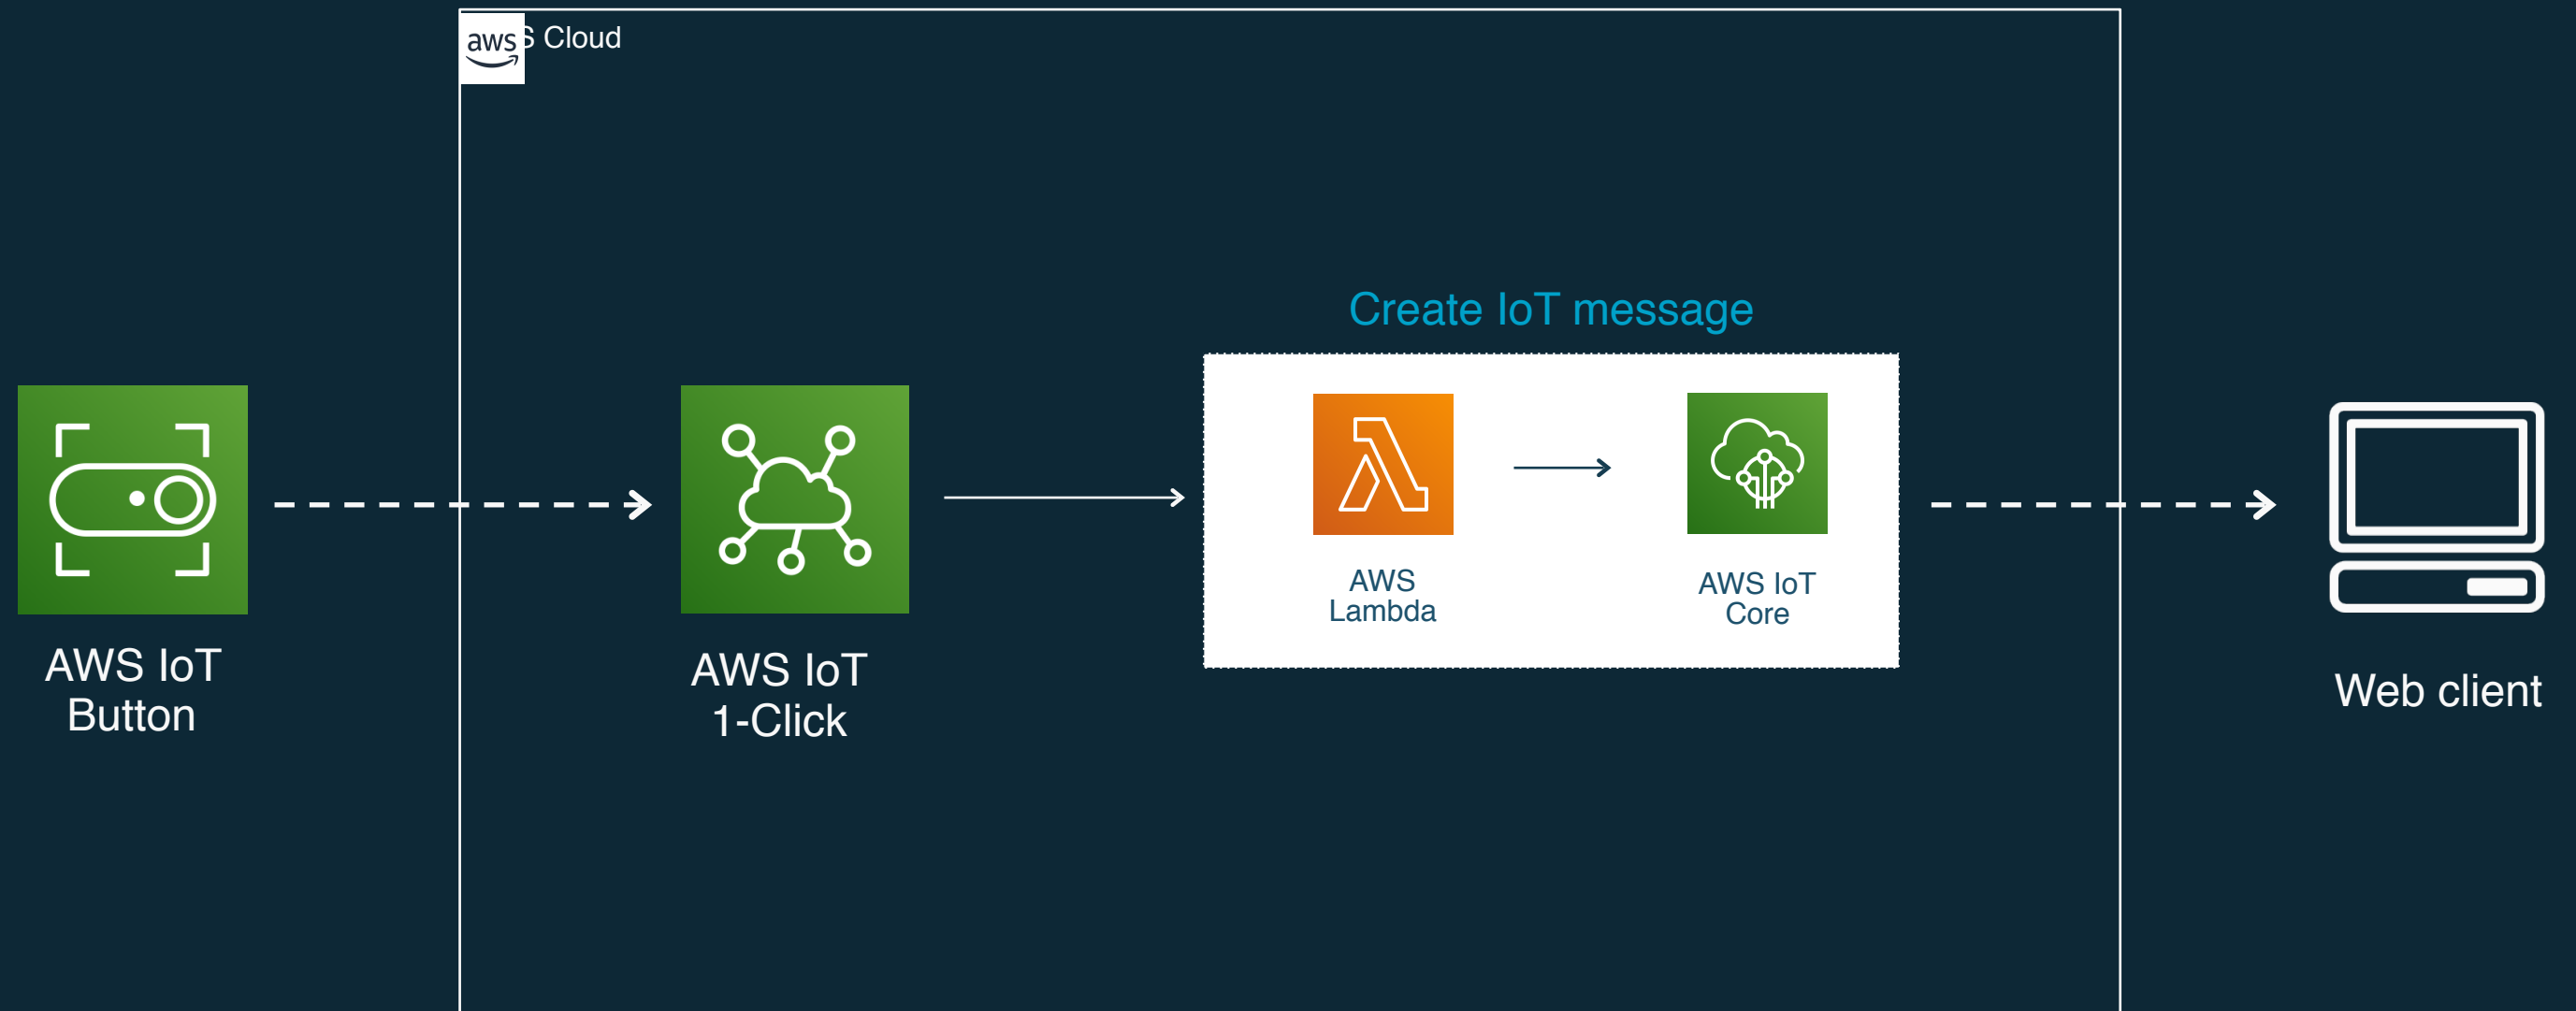 aws
S Cloud
Create IoT message
AWS
Lambda
AWS IoT
Core
AWS IoT
Button
AWS IoT
1-Click
Web client